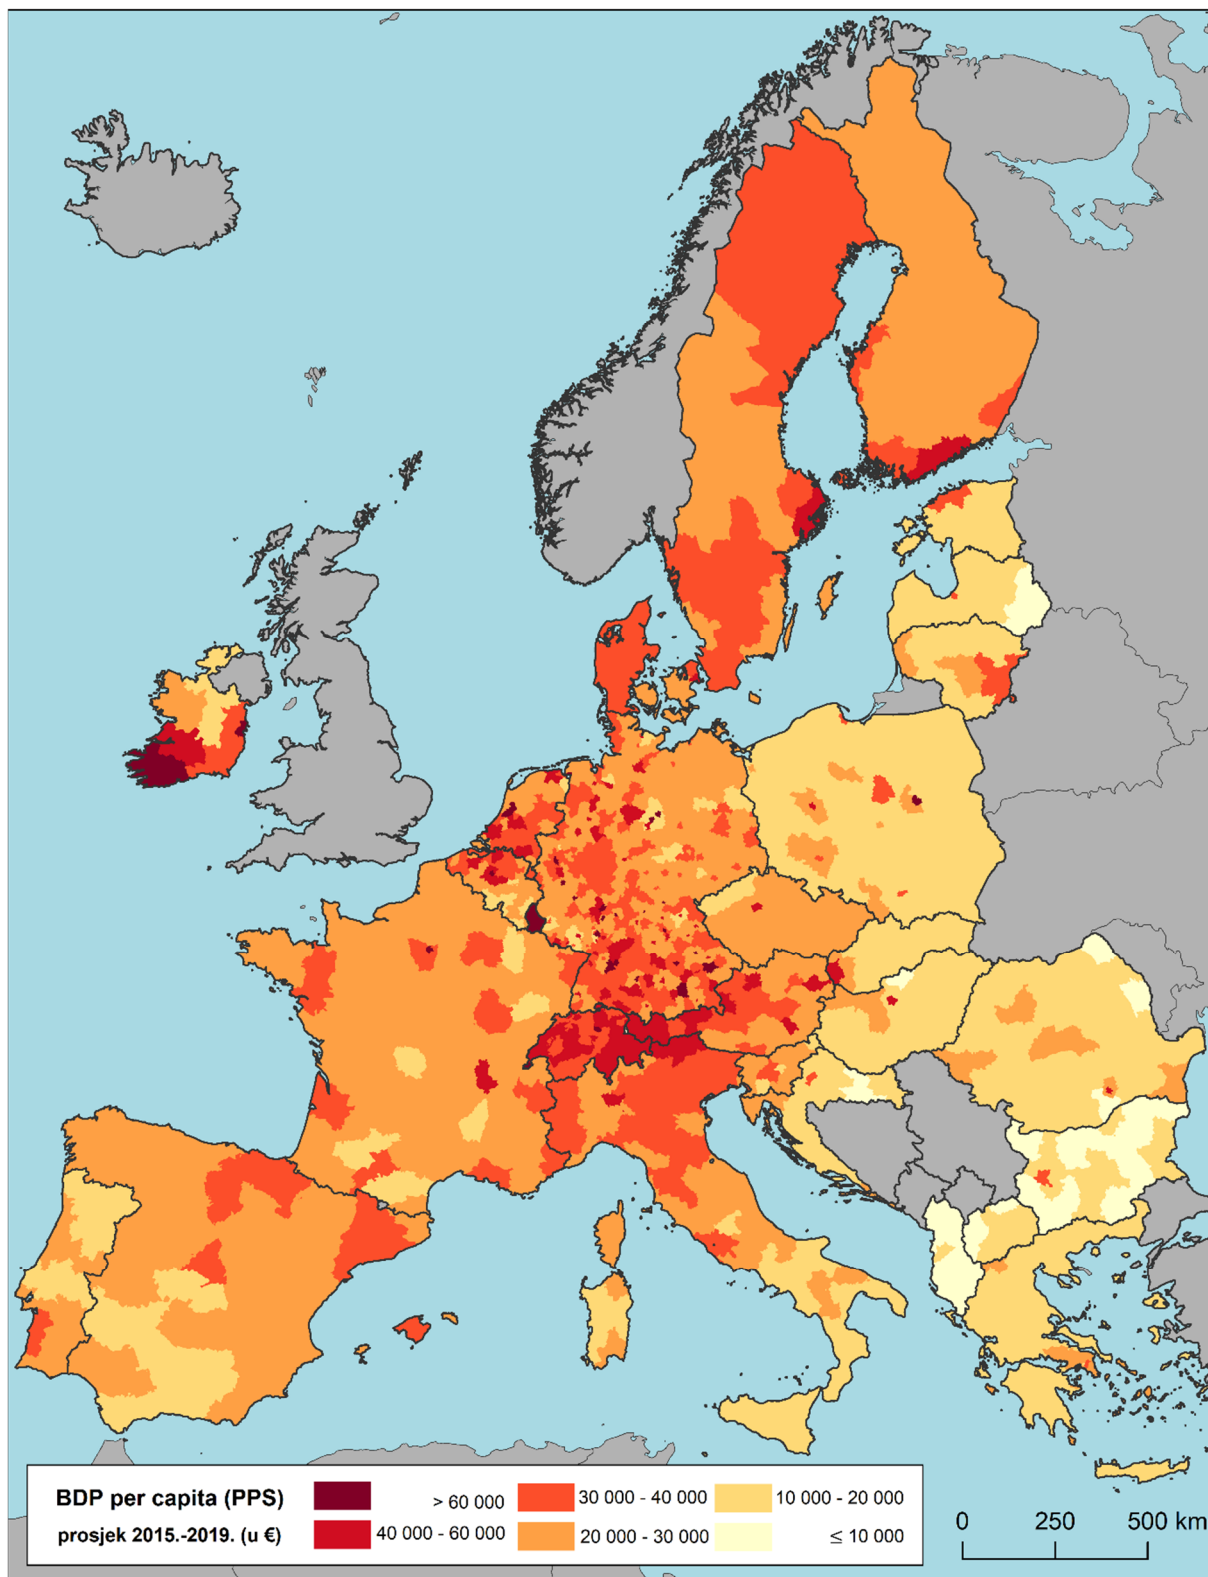 BDP per capita (PPS)
prosjek 2015.-2019. (u €)
> 60 000
40 000 - 60 000
30 000 - 40 000
20 000 - 30 000
10 000 - 20 000
≤ 10 000
0 250 500 km